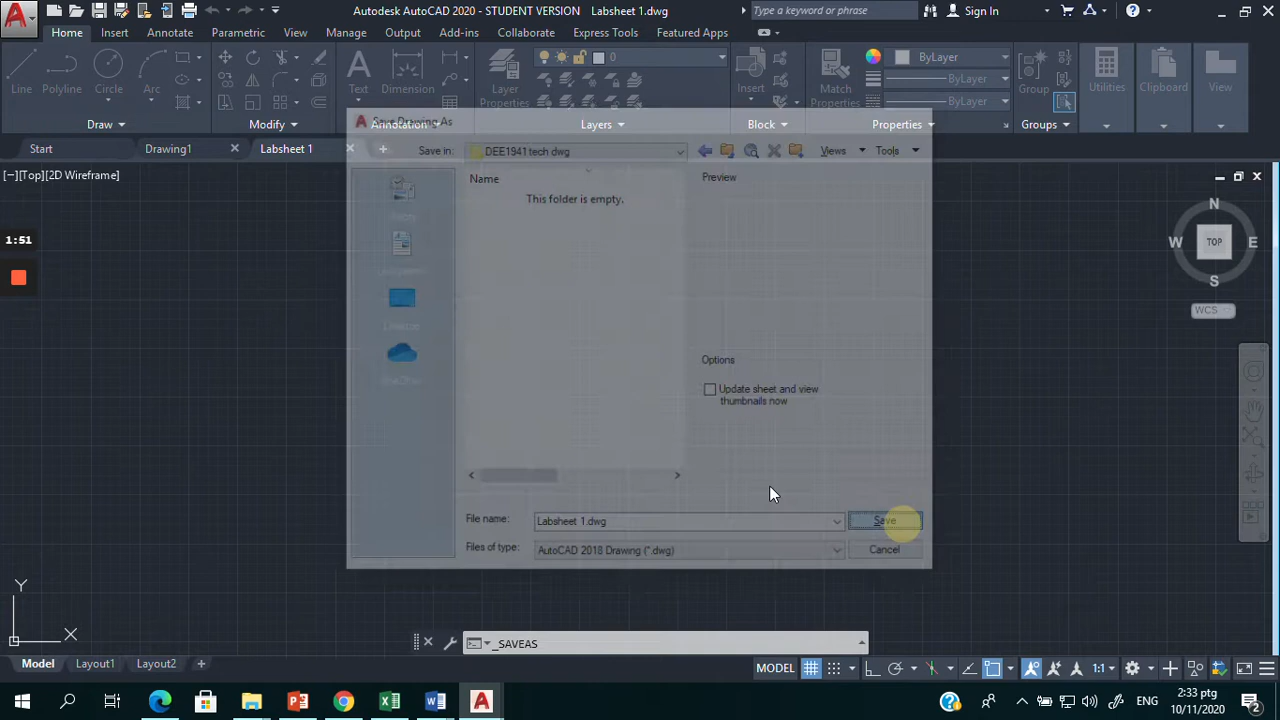 Autodesk AutoCAD 2020 - STUDENT VERSION Labsheet 1.dwg
Type a keyword or phrase
Sign In
Home Insert Annotate Parametric View Manage Output Add-ins Collaborate Express Tools Featured Apps
0
ByLayer
Line Polyline Circle Arc
Text Dimension
Layer
Properties
Insert
Match
Properties
ByLayer
ByLayer
Group
Utilities Clipboard View
Draw Modify Annotation Layers Block Properties Groups
Save Drawing As
Start Drawing1 Labsheet 1
Save in: DEE1941 tech dwg Views Tools
[–][Top][2D Wireframe]
Name
Preview
This folder is empty.
N
W TOP E
S
WCS
1:51
Options
Update sheet and view
thumbnails now
File name: Labsheet 1.dwg Save
Files of type: AutoCAD 2018 Drawing (*.dwg) Cancel
Y
X
_SAVEAS
Model Layout1 Layout2
MODEL 1:1
ENG
2:33 ptg
10/11/2020
2